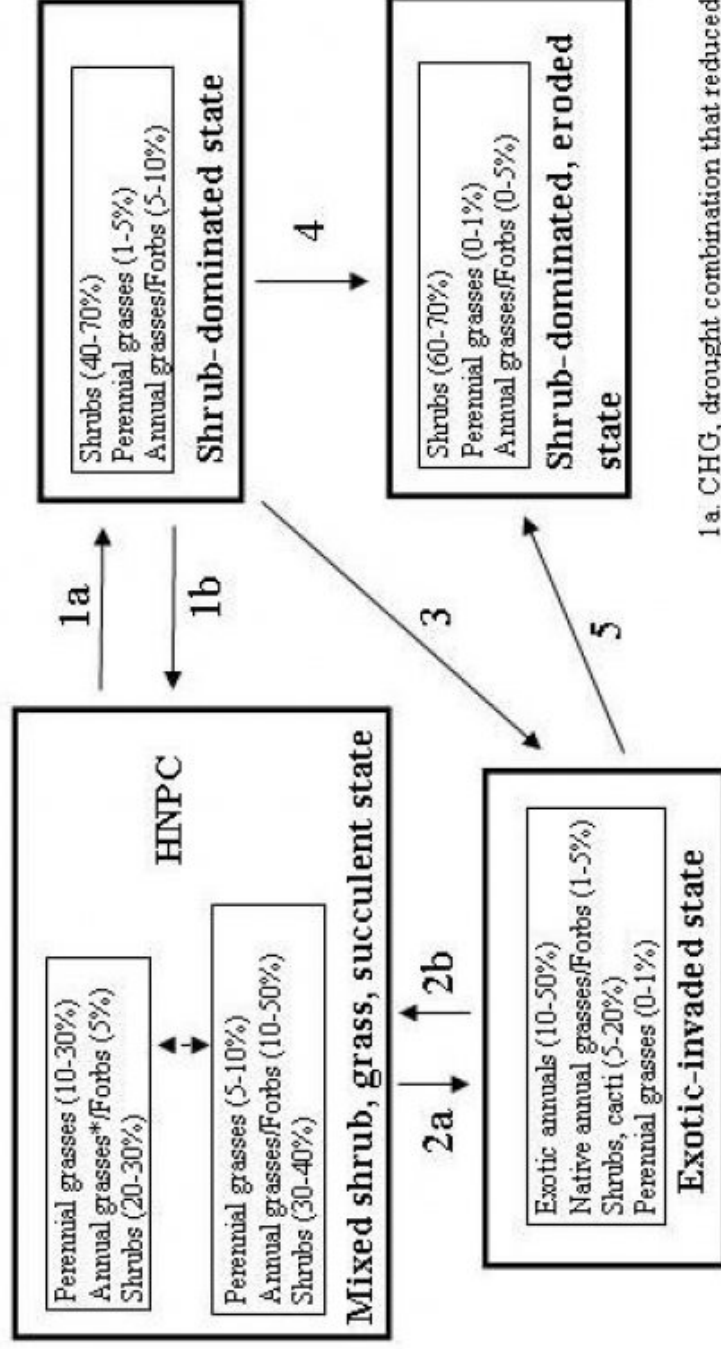 Perennial grasses (10-30%)
Annual grasses*/Forbs (5%)
Shrubs (20-30%)
HNPC
Perennial grasses (5-10%)
Annual grasses/Forbs (10-50%)
Shrubs (30-40%)
Mixed shrub, grass, succulent state
1a
1b
Shrubs (40-70%)
Perennial grasses (1-5%)
Annual grasses/Forbs (5-10%)
Shrub-dominated state
2a
2b
3
4
Exotic annuals (10-50%)
Native annual grasses/Forbs (1-5%)
Shrubs, cacti (5-20%)
Perennial grasses (0-1%)
Exotic-invaded state
5
Shrubs (60-70%)
Perennial grasses (0-1%)
Annual grasses/Forbs (0-5%)
Shrub-dominated, eroded
state
1a. CHG, drought combination that reduced